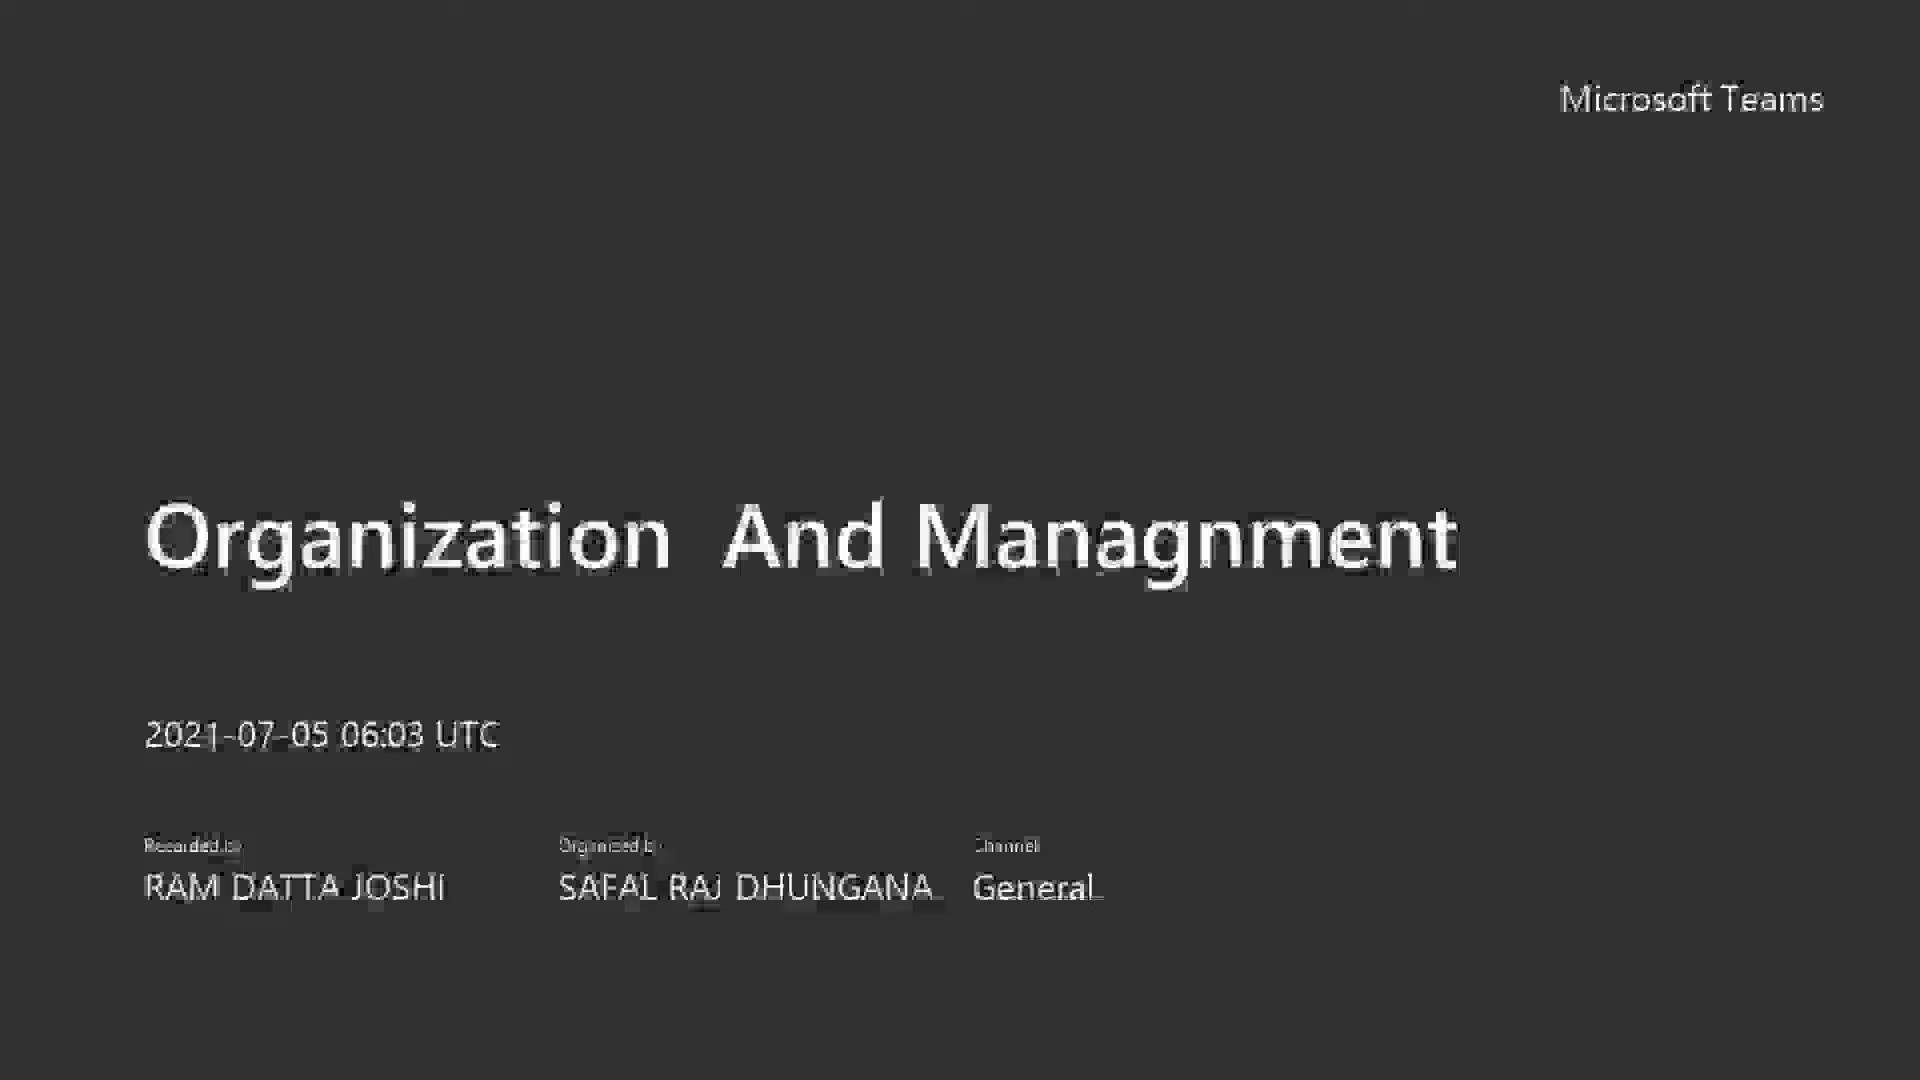 Microsoft Teams
Organization And Managnment
2021-07-05 06:03 UTC
Recorded by Organized by Channel
RAM DATTA JOSHI SAFAL RAJ DHUNGANA General